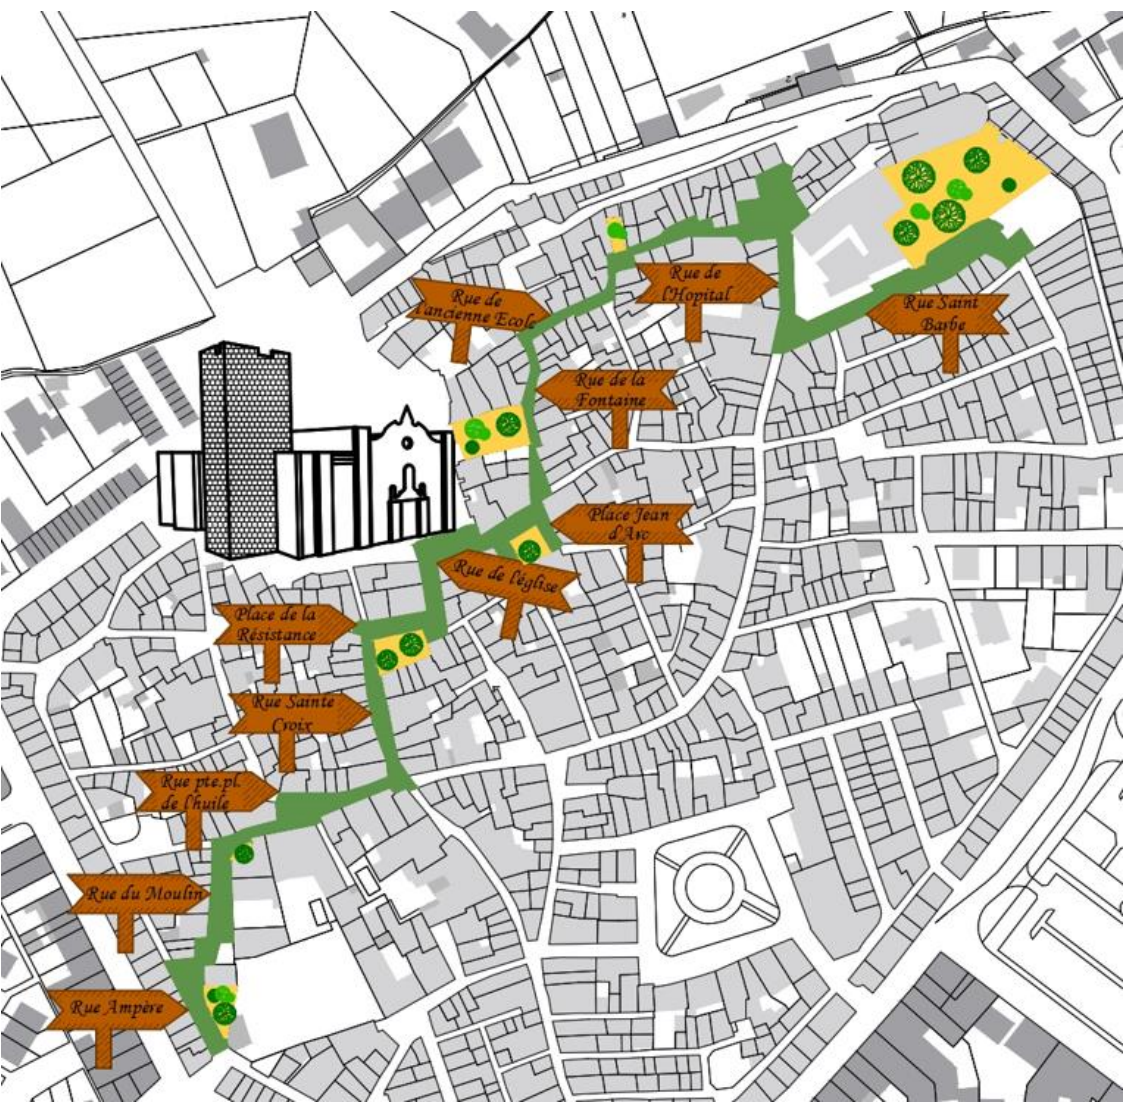 Rue de
l'Hopital
Rue de
l'ancienne Ecole
Rue Saint
Barbe
Rue de la
Fontaine
Place Jean
d'Arc
Rue de l'église
Place de la
Résistance
Rue Sainte
Croix
Rue pte.pl.
de l'huile
Rue du Moulin
Rue Ampère